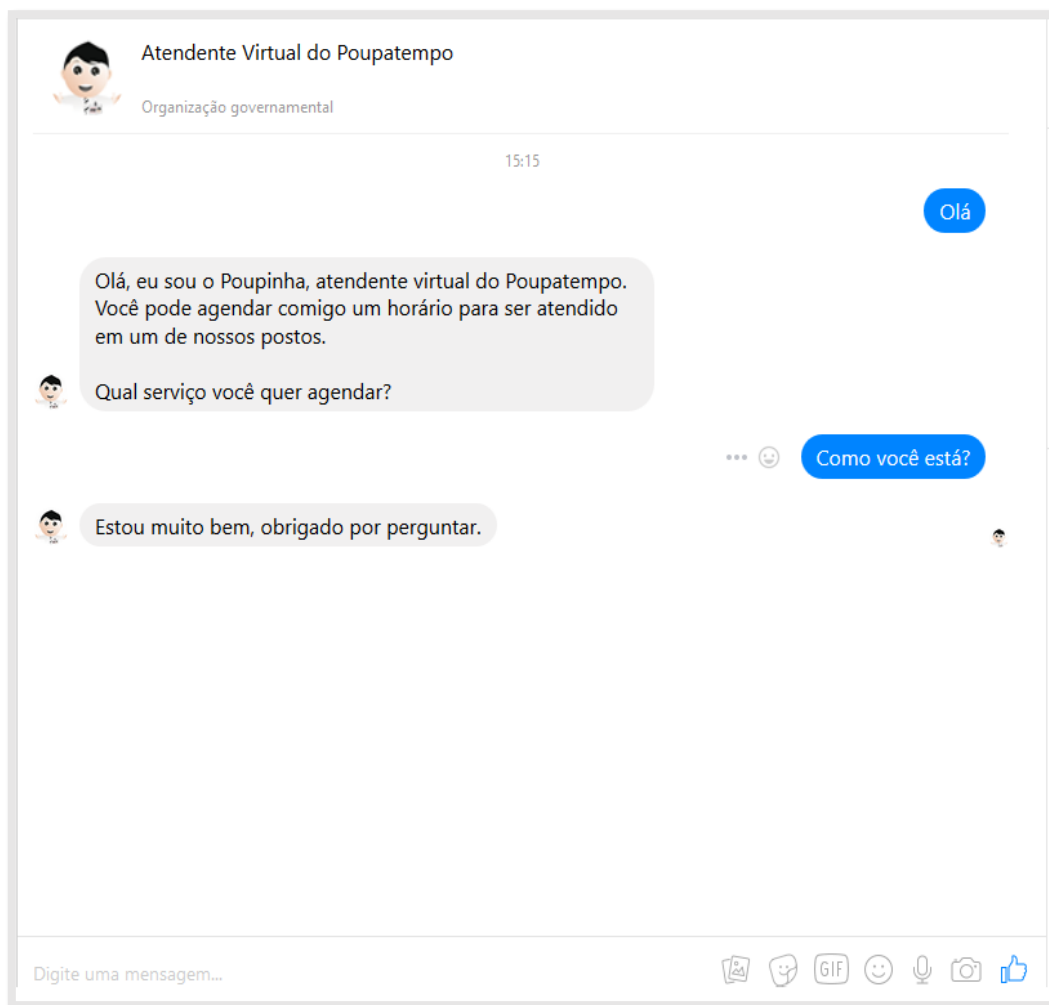 Atendente Virtual do Poupatempo
Organização governamental
15:15
Olá
Olá, eu sou o Poupinha, atendente virtual do Poupatempo.
Você pode agendar comigo um horário para ser atendido
em um de nossos postos.
Qual serviço você quer agendar?
Como você está?
Estou muito bem, obrigado por perguntar.
Digite uma mensagem...
GIF